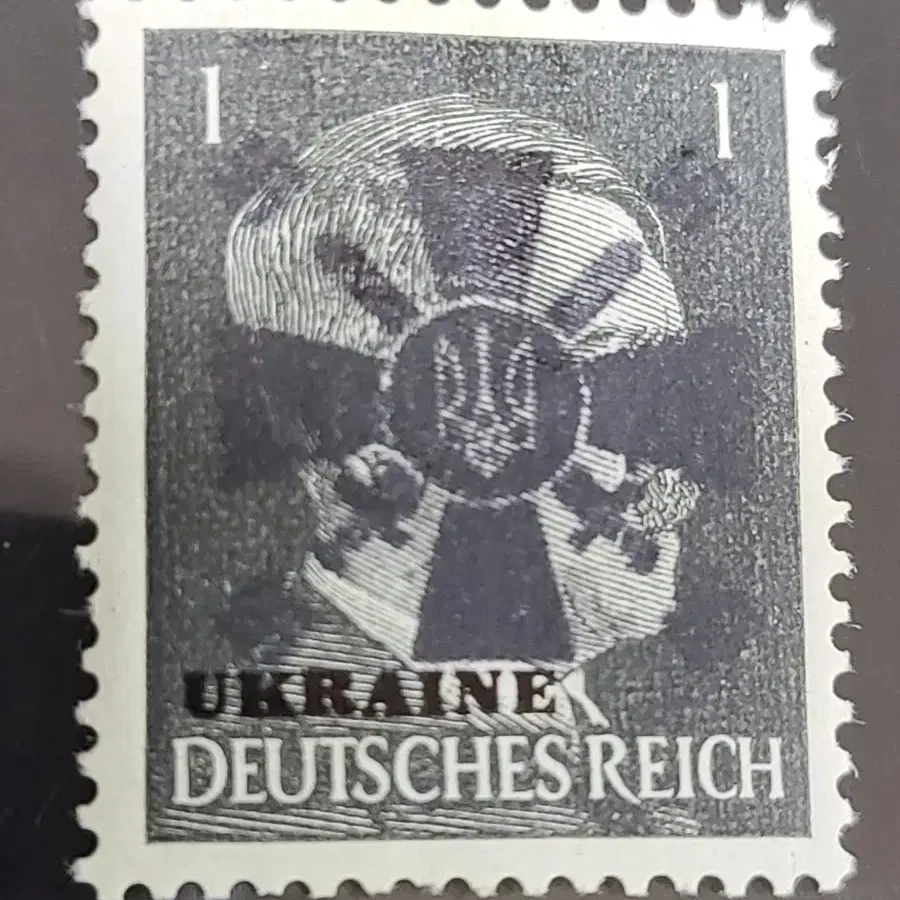 1 1
UKRAINE
DEUTSCHES REICH